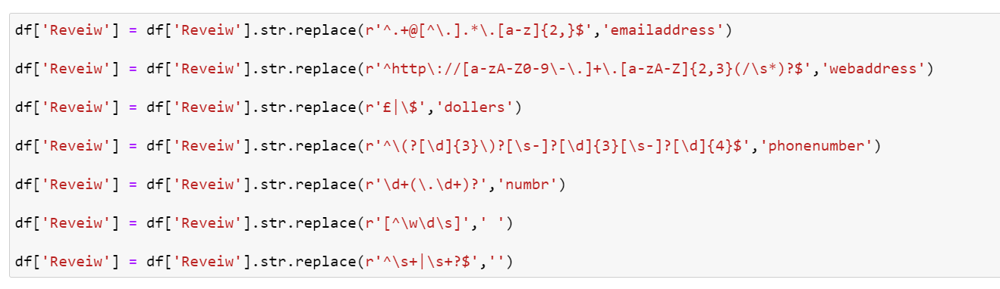 df['Reveiw'] = df['Reveiw'].str.replace(r'^.+@[^\.].*\.[a-z]{2,}$','emailaddress')
df['Reveiw'] = df['Reveiw'].str.replace(r'^http\://[a-zA-Z0-9\-\.]+\.[a-zA-Z]{2,3}(/\s*)?$','webaddress')
df['Reveiw'] = df['Reveiw'].str.replace(r'£|\$','dollers')
df['Reveiw'] = df['Reveiw'].str.replace(r'^\(?[\d]{3}\)?[\s-]?[\d]{3}[\s-]?[\d]{4}$','phonenumber')
df['Reveiw'] = df['Reveiw'].str.replace(r'\d+(\.\d+)?','numbr')
df['Reveiw'] = df['Reveiw'].str.replace(r'[^\w\d\s]',' ')
df['Reveiw'] = df['Reveiw'].str.replace(r'^\s+|\s+?$','')